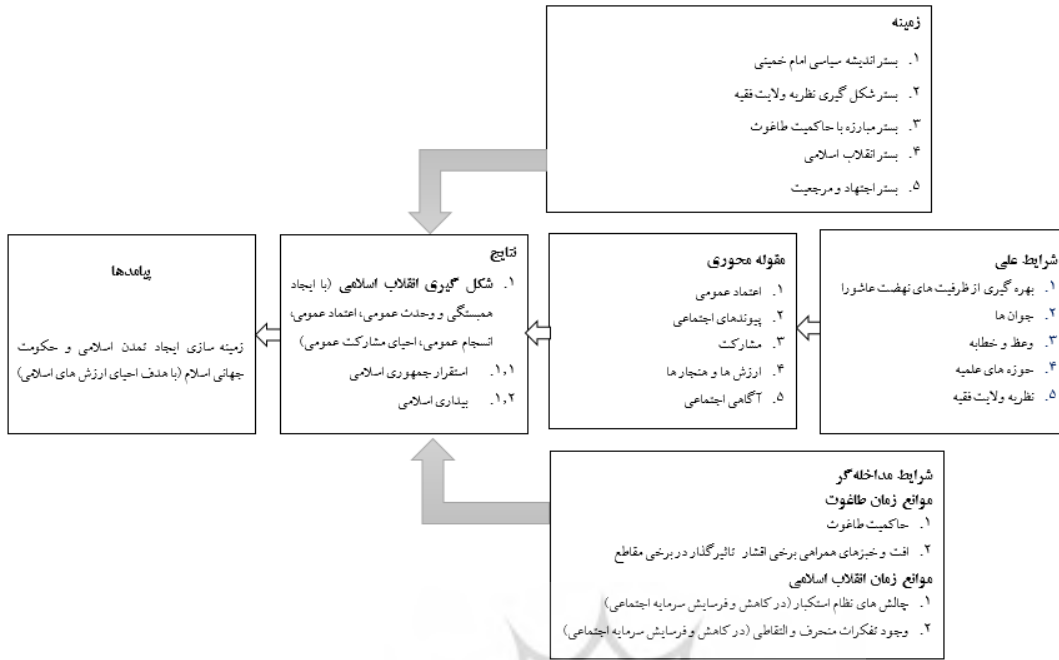 زمینه
۱. بستر اندیشه سیاسی امام خمینی
۲. بستر شکل گیری نظریه ولایت فقیه
۳. بستر مبارزه با حاکمیت طاغوت
۴. بستر انقلاب اسلامی
۵. بستر اجتهاد و مرجعیت
شرایط علی
۱. بهره گیری از ظرفیت های نهضت عاشورا
۲. جوان ها
۳. وعظ و خطابه
۴. حوزه های علمیه
۵. نظریه ولایت فقیه
مقوله محوری
۱. اعتماد عمومی
۲. پیوندهای اجتماعی
۳. مشارکت
۴. ارزش ها و هنجار ها
۵. آگاهی اجتماعی
نتایج
۱. شکل گیری انقلاب اسلامی (با ایجاد
همبستگی و وحدت عمومی، اعتماد عمومی،
انسجام عمومی، احیای مشارکت عمومی)
۱,۱. استقرار جمهوری اسلامی
۱,۲. بیداری اسلامی
پیامدها
زمینه سازی ایجاد تمدن اسلامی و حکومت
جهانی اسلام (با هدف احیای ارزش های اسلامی)
شرایط مداخله‌گر
موانع زمان طاغوت
۱. حاکمیت طاغوت
۲. افت و خیزهای همراهی برخی اقشار تاثیرگذار در برخی مقاطع
موانع زمان انقلاب اسلامی
۱. چالش های نظام استکبار (در کاهش و فرسایش سرمایه اجتماعی)
۲. وجود تفکرات منحرف و التقاطی (در کاهش و فرسایش سرمایه اجتماعی)